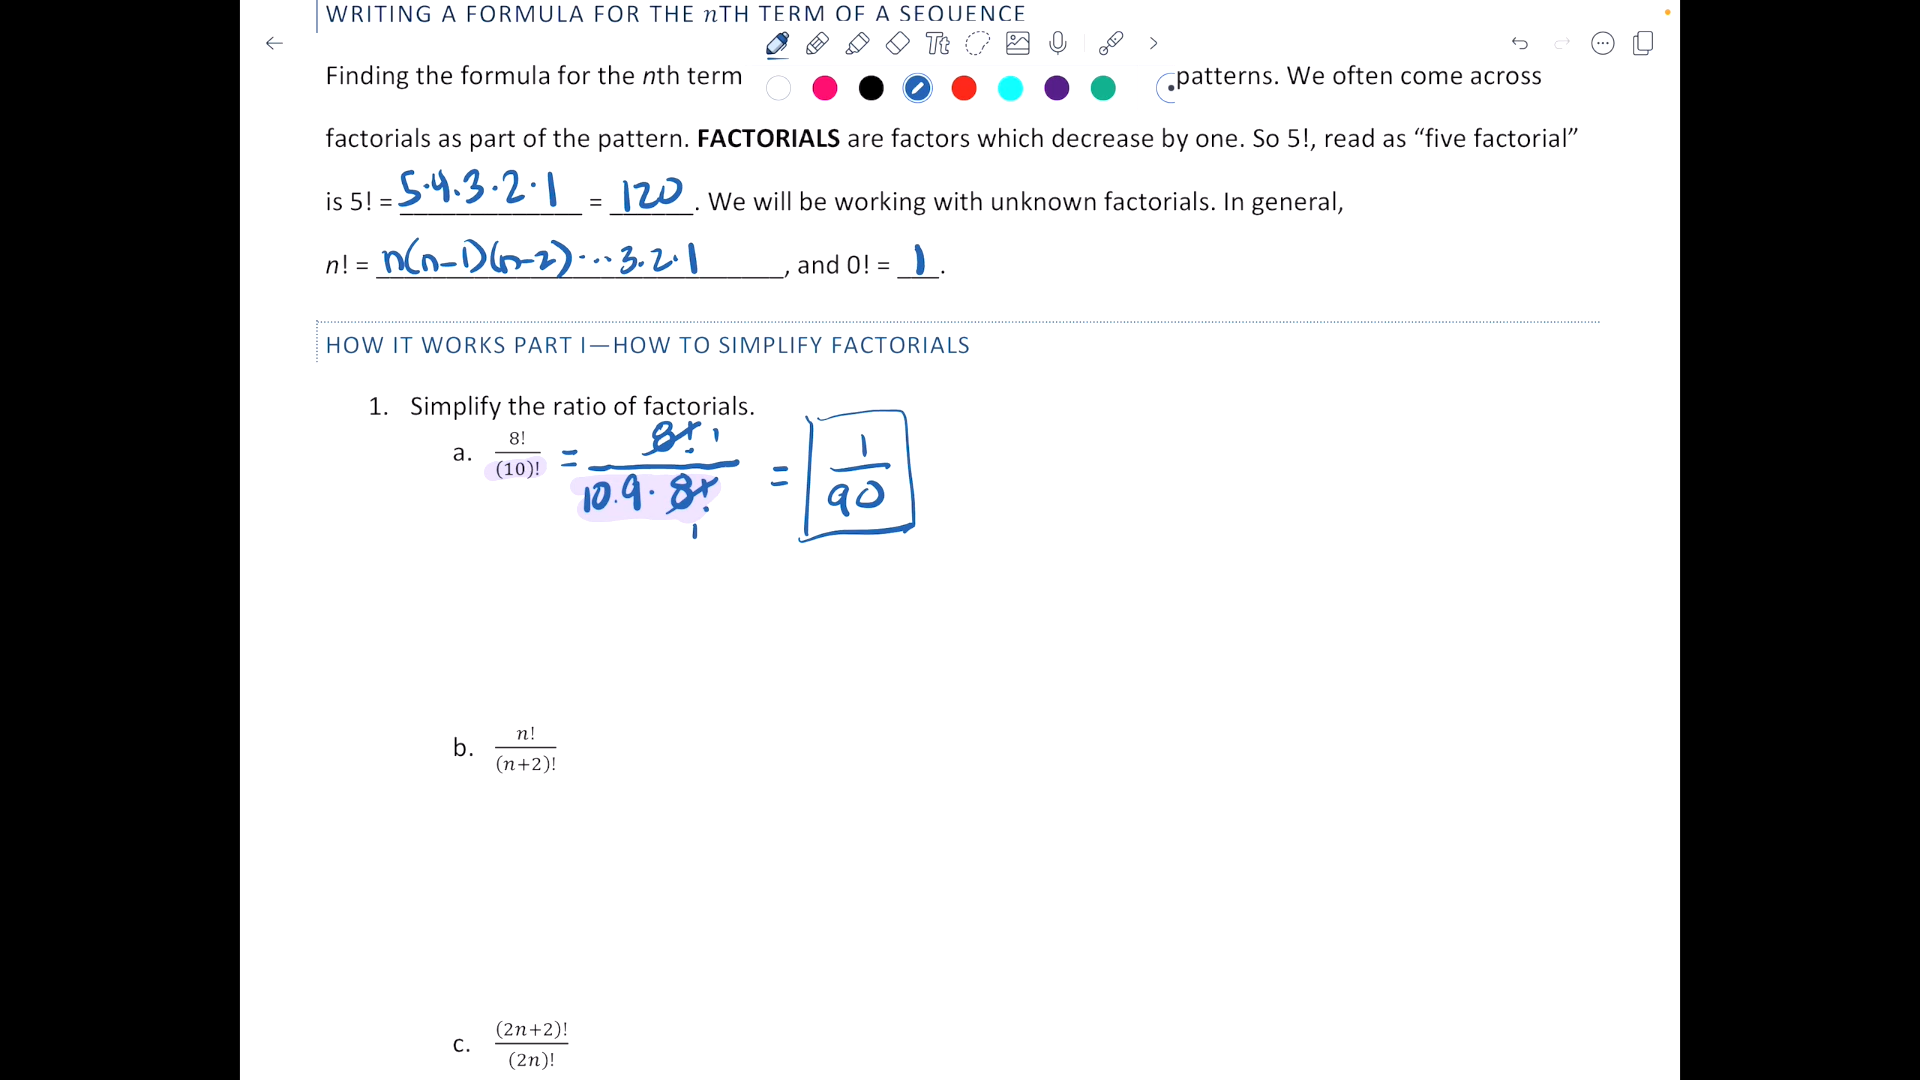 WRITING A FORMULA FOR THE nTH TERM OF A SEQUENCE
Tt
Finding the formula for the nth term patterns. We often come across
factorials as part of the pattern. FACTORIALS are factors which decrease by one. So 5!, read as “five factorial”
is 5! = 5·4·3·2·1 = 120. We will be working with unknown factorials. In general,
n! = n(n-1)(n-2)···3·2·1, and 0! = 1.
HOW IT WORKS PART I—HOW TO SIMPLIFY FACTORIALS
1. Simplify the ratio of factorials.
a. 8!/(10)! = 8! 1/10·9·8! 1 = 1/90
b. n!/(n+2)!
c. (2n+2)!/(2n)!